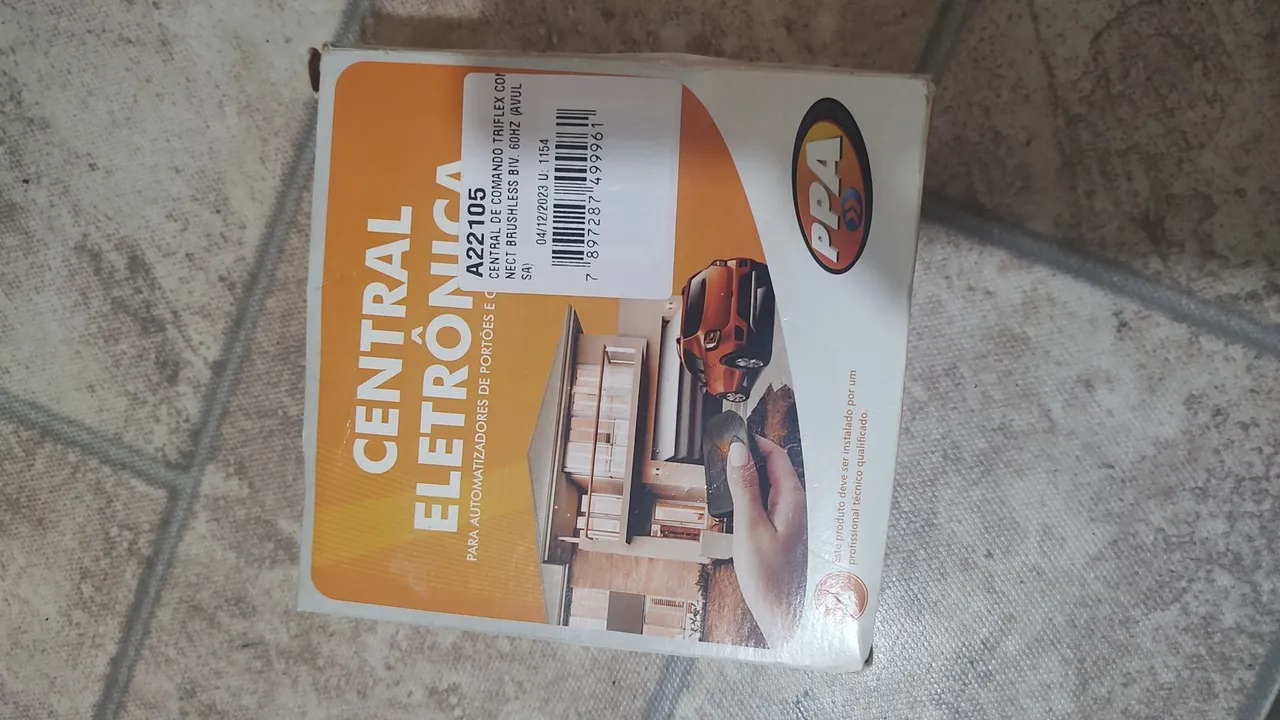 CENTRAL
ELETRÔNICA
PARA AUTOMATIZADORES DE PORTÕES E
A22105
CENTRAL DE COMANDO TRIFLEX CON
NECT BRUSHLESS BIV. 60HZ (AVUL
SA)
04/12/2023 U: 1154
7 897287 499961
PPA
Este produto deve ser instalado por um
profissional técnico qualificado.